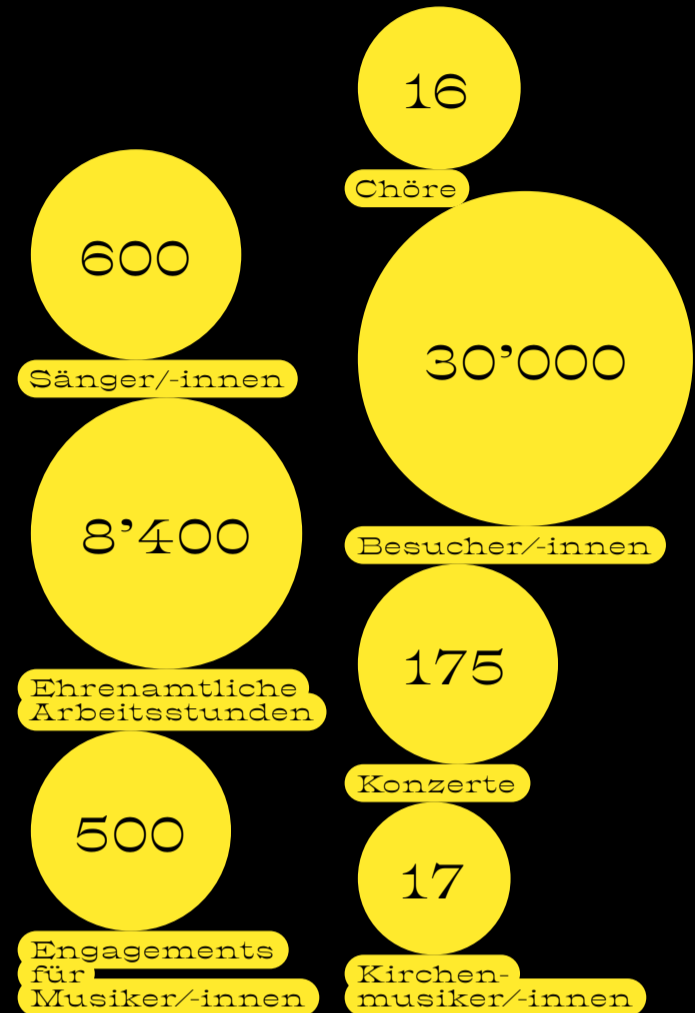 600
Sänger/-innen
8’400
Ehrenamtliche
Arbeitsstunden
500
Engagements
für
Musiker/-innen
16
Chöre
30’000
Besucher/-innen
175
Konzerte
17
Kirchen-
musiker/-innen